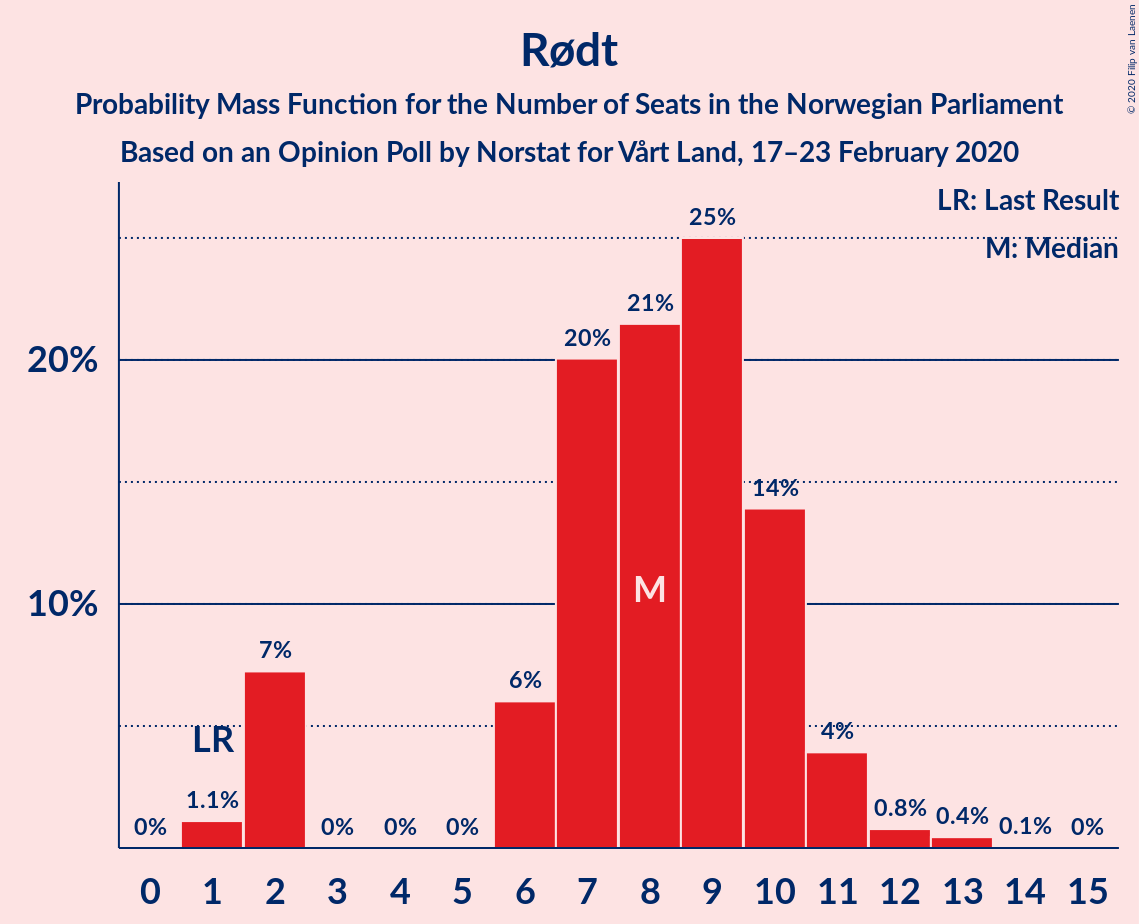 Rødt
Probability Mass Function for the Number of Seats in the Norwegian Parliament
Based on an Opinion Poll by Norstat for Vårt Land, 17–23 February 2020
© 2020 Filip van Laenen
LR: Last Result
M: Median
25%
21%
20%
20%
14%
M
10%
7%
6%
LR
4%
1.1%
0.8%
0.4%
0.1%
0%
0%
0%
0%
0%
0 1 2 3 4 5 6 7 8 9 10 11 12 13 14 15